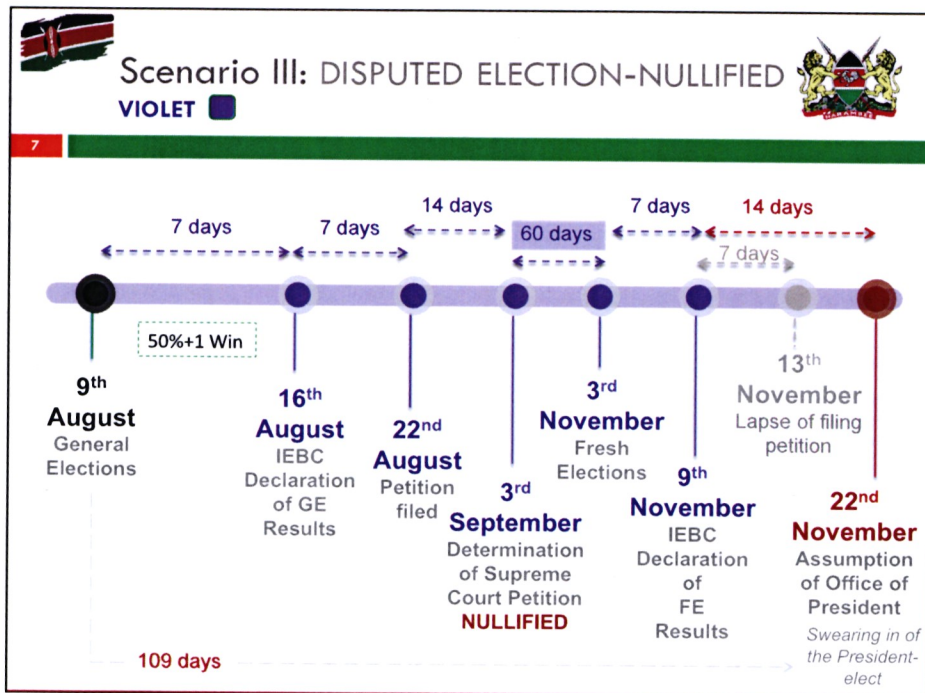 Scenario III: DISPUTED ELECTION-NULLIFIED
VIOLET
HARAMBEE
7
7 days
7 days
14 days
60 days
7 days
14 days
7 days
50%+1 Win
9th
August
General
Elections
16th
August
IEBC
Declaration
of GE
Results
22nd
August
Petition
filed
3rd
September
Determination
of Supreme
Court Petition
NULLIFIED
3rd
November
Fresh
Elections
9th
November
IEBC
Declaration
of
FE
Results
13th
November
Lapse of filing
petition
22nd
November
Assumption
of Office of
President
Swearing in of
the President-
elect
109 days